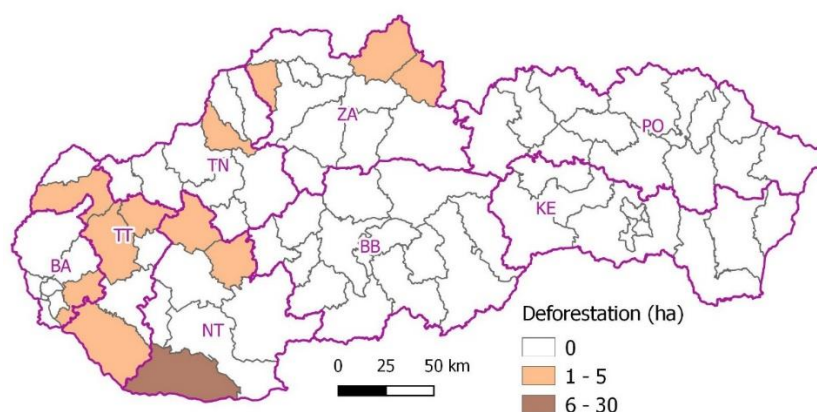 ZA
PO
TN
KE
TT
BB
BA
NT
Deforestation (ha)
0
1 - 5
6 - 30
0 25 50 km